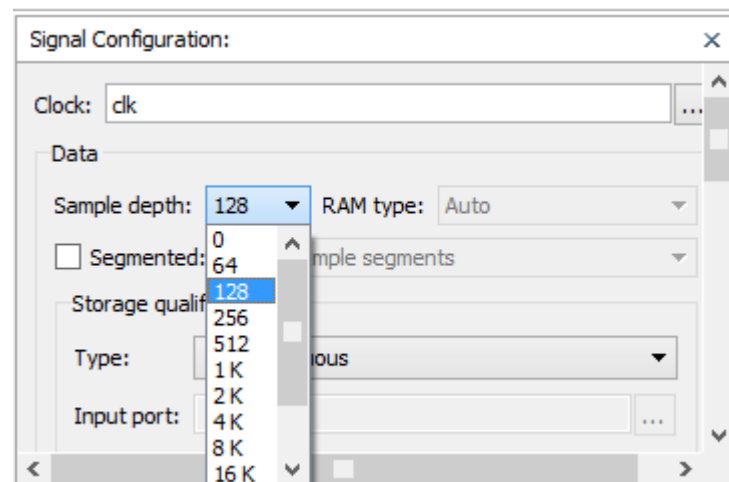 Signal Configuration:
Clock: clk ...
Data
Sample depth: 128 RAM type: Auto
0
Segmented: mple segments
64
128
Storage qualif
256
512
Type: uous
1 K
2 K
Input port: ...
4 K
8 K
16 K